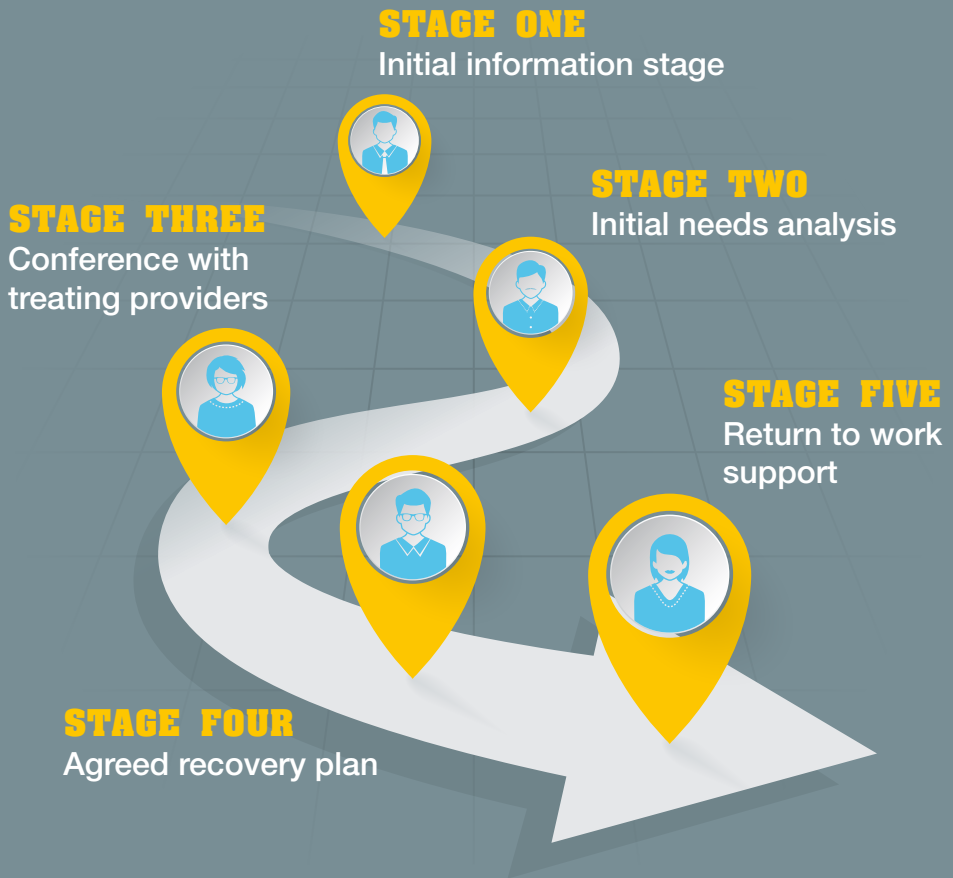 STAGE ONE
Initial information stage
STAGE TWO
Initial needs analysis
STAGE THREE
Conference with
treating providers
STAGE FOUR
Agreed recovery plan
STAGE FIVE
Return to work
support